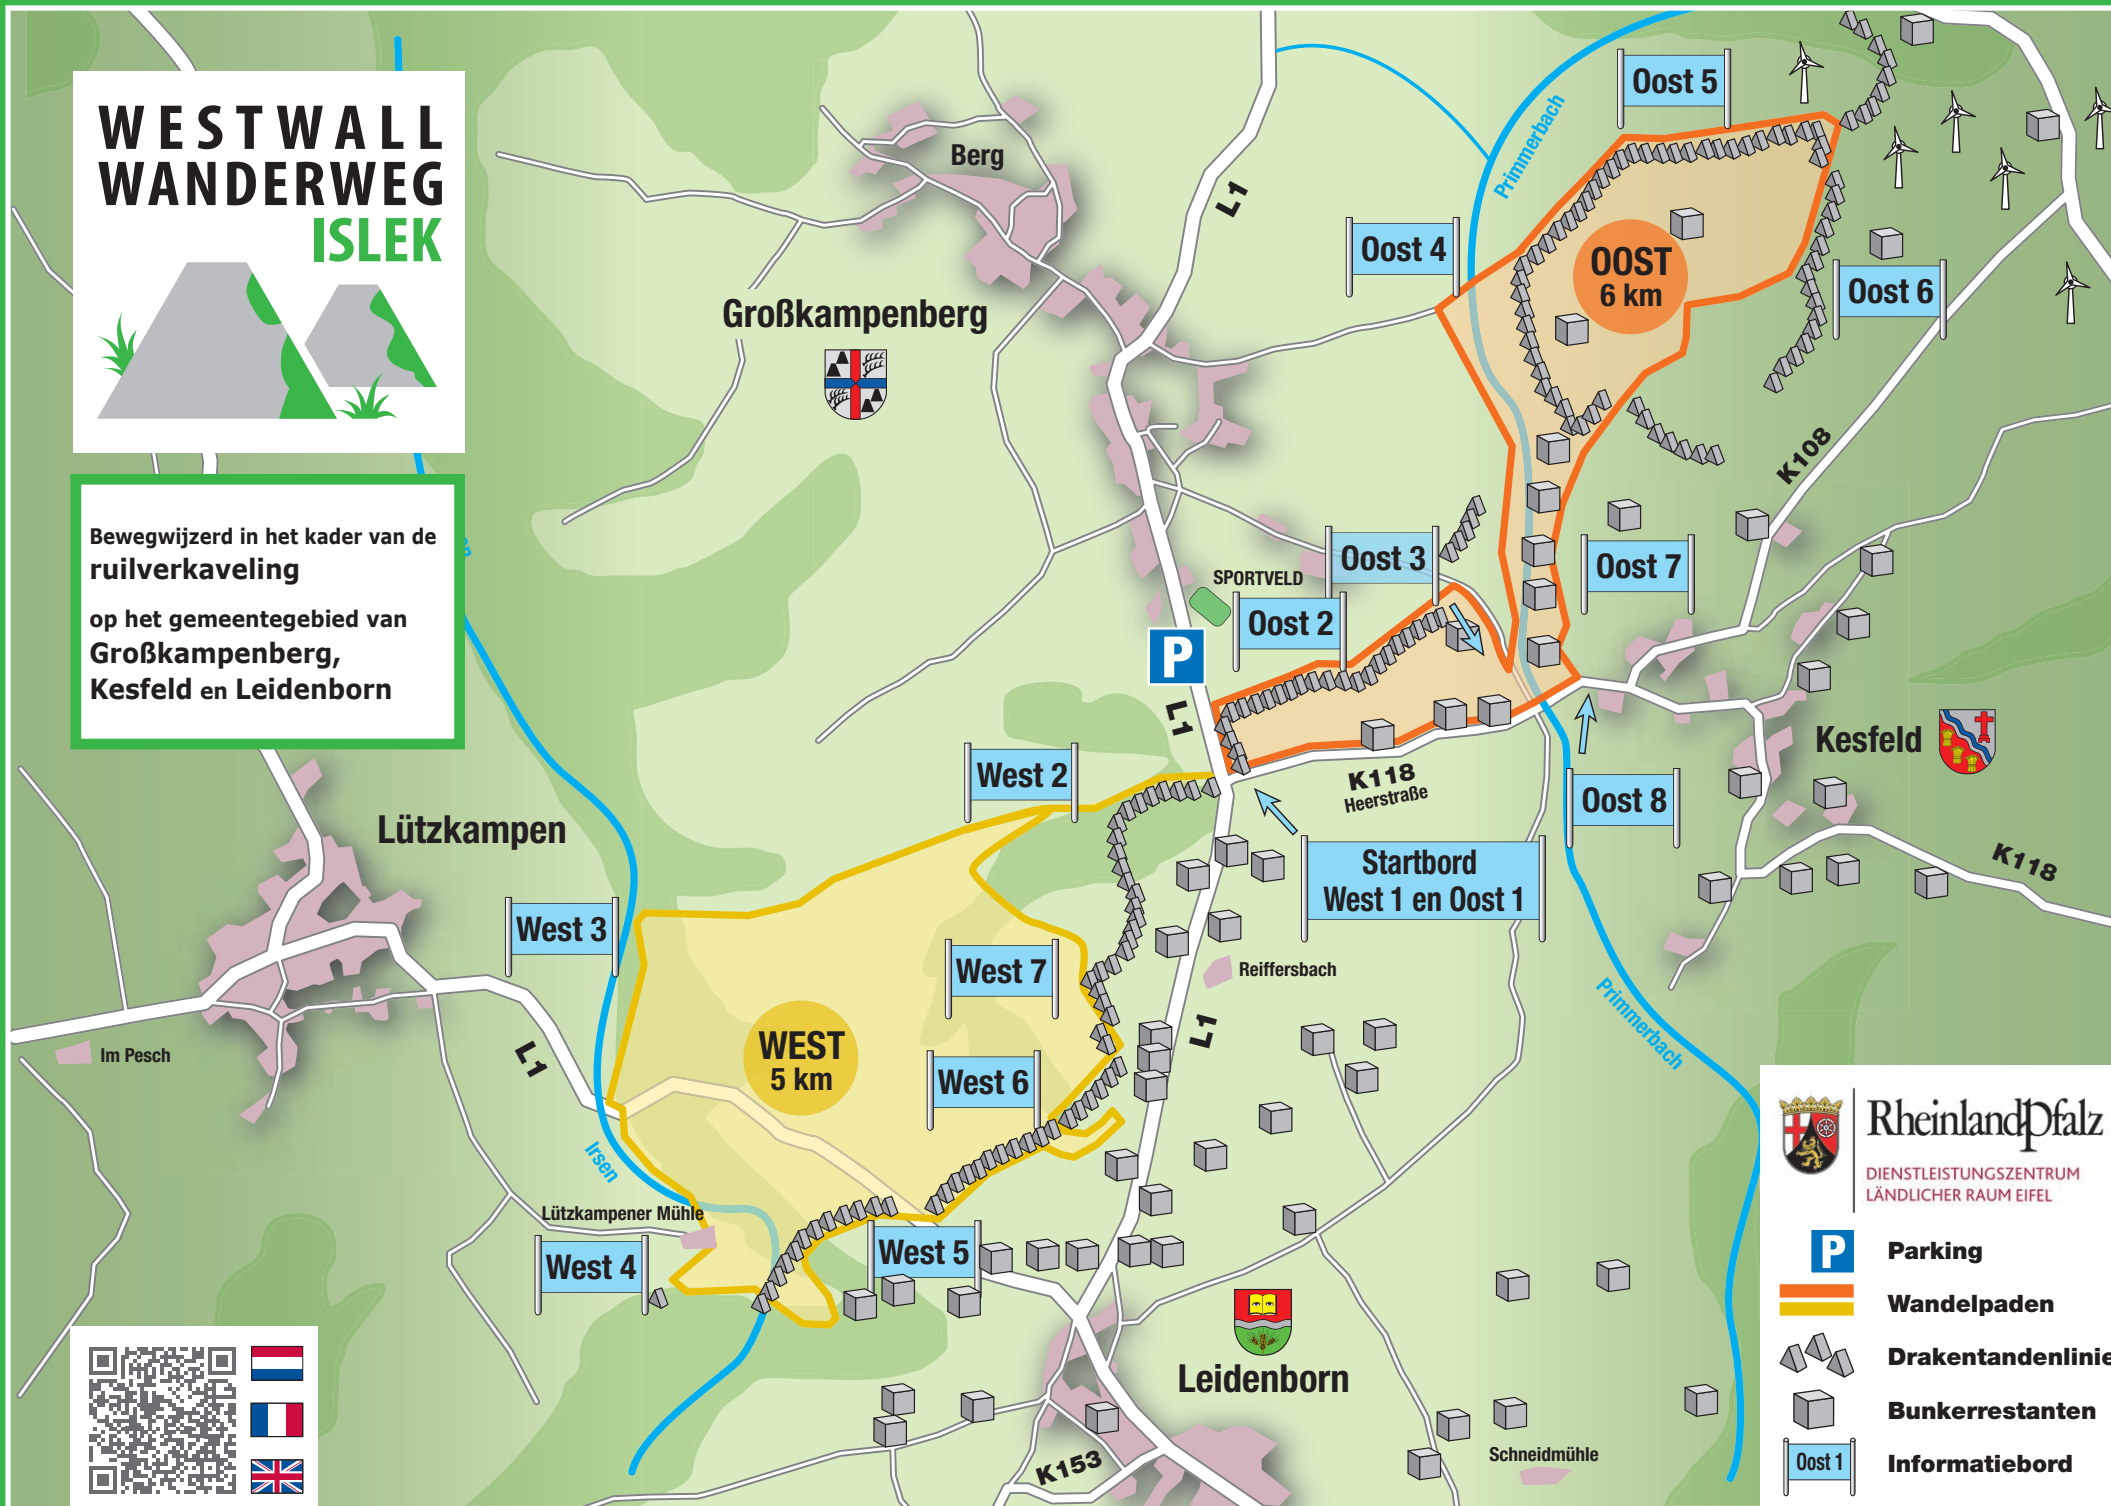 WESTWALL
WANDERWEG
ISLEK
Bewegwijzerd in het kader van de
ruilverkaveling
op het gemeentegebied van
Großkampenberg,
Kesfeld en Leidenborn
Berg
L1
Primmerbach
Oost 5
Oost 4
OOST
6 km
Oost 6
Großkampenberg
K108
Oost 3
SPORTVELD
Oost 2
Oost 7
P
L1
West 2
K118
Heerstraße
Kesfeld
Oost 8
Lützkampen
Startbord
West 1 en Oost 1
K118
West 3
West 7
Reiffersbach
Primmerbach
WEST
5 km
L1
Im Pesch
L1
West 6
Irsen
Lützkampener Mühle
West 4
West 5
Leidenborn
K153
Schneidmühle
RheinlandPfalz
DIENSTLEISTUNGSZENTRUM
LÄNDLICHER RAUM EIFEL
P Parking
Wandelpaden
Drakentandenlinie
Bunkerrestanten
Oost 1 Informatiebord